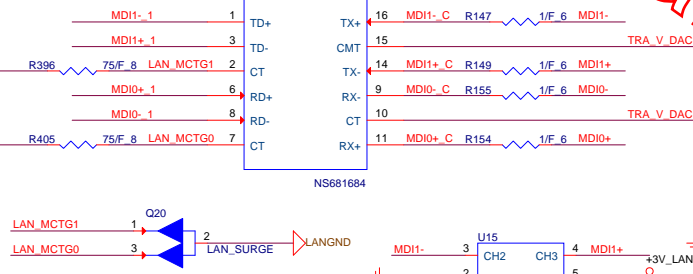 MDI1-_1 1 TD+ TX+ 16 MDI1-_C R147 1/F_6 MDI1-
MDI1+_1 3 TD- CMT 15 TRA_V_DAC
R396 75/F_8 LAN_MCTG1 2 CT TX- 14 MDI1+_C R149 1/F_6 MDI1+
MDI0+_1 6 RD+ RX- 9 MDI0-_C R155 1/F_6 MDI0-
MDI0-_1 8 RD- CT 10 TRA_V_DAC
R405 75/F_8 LAN_MCTG0 7 CT RX+ 11 MDI0+_C R154 1/F_6 MDI0+
NS681684
Q20
LAN_MCTG1 1
2 LAN_SURGE LANGND
LAN_MCTG0 3
U15
MDI1- 3 CH2 CH3 4 MDI1+
+3V_LAN
2 5